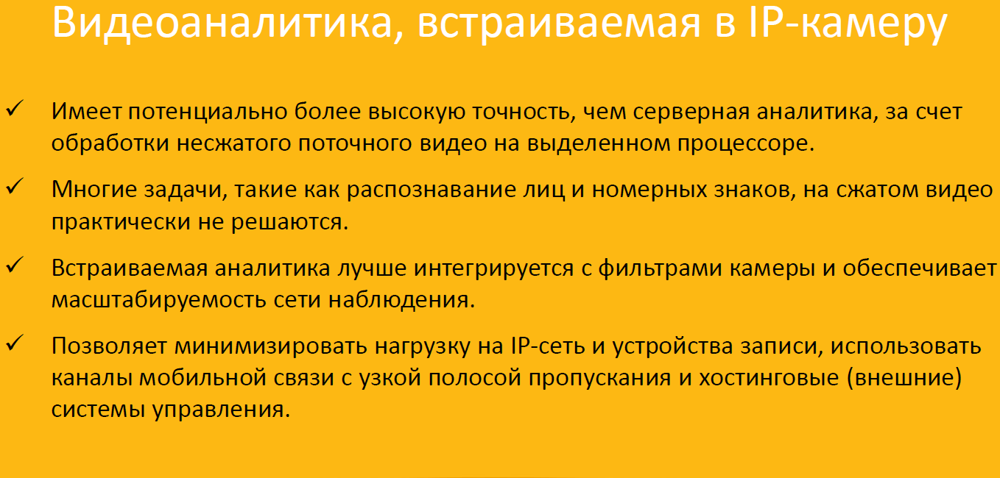 Видеоаналитика, встраиваемая в IP-камеру
✓ Имеет потенциально более высокую точность, чем серверная аналитика, за счет
обработки несжатого поточного видео на выделенном процессоре.
✓ Многие задачи, такие как распознавание лиц и номерных знаков, на сжатом видео
практически не решаются.
✓ Встраиваемая аналитика лучше интегрируется с фильтрами камеры и обеспечивает
масштабируемость сети наблюдения.
✓ Позволяет минимизировать нагрузку на IP-сеть и устройства записи, использовать
каналы мобильной связи с узкой полосой пропускания и хостинговые (внешние)
системы управления.